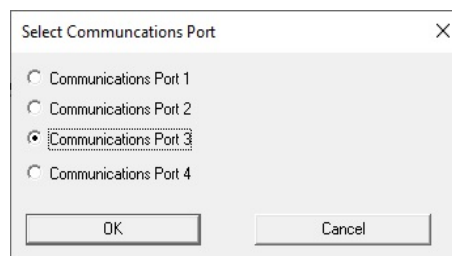 Select Communcations Port
Communications Port 1
Communications Port 2
Communications Port 3
Communications Port 4
OK
Cancel